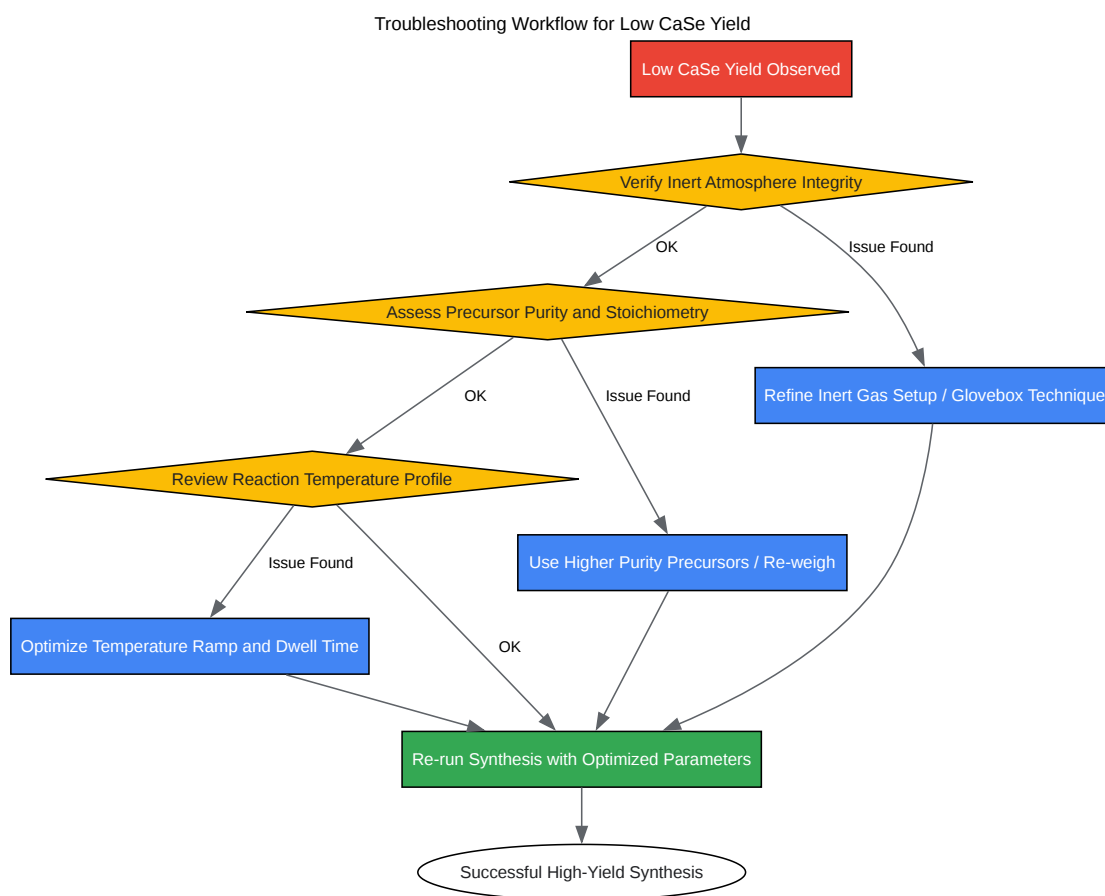 Troubleshooting Workflow for Low CaSe Yield
Low CaSe Yield Observed
Verify Inert Atmosphere Integrity
OK
Issue Found
Assess Precursor Purity and Stoichiometry
Refine Inert Gas Setup / Glovebox Technique
OK
Issue Found
Review Reaction Temperature Profile
Issue Found
Use Higher Purity Precursors / Re-weigh
Optimize Temperature Ramp and Dwell Time
OK
Re-run Synthesis with Optimized Parameters
Successful High-Yield Synthesis